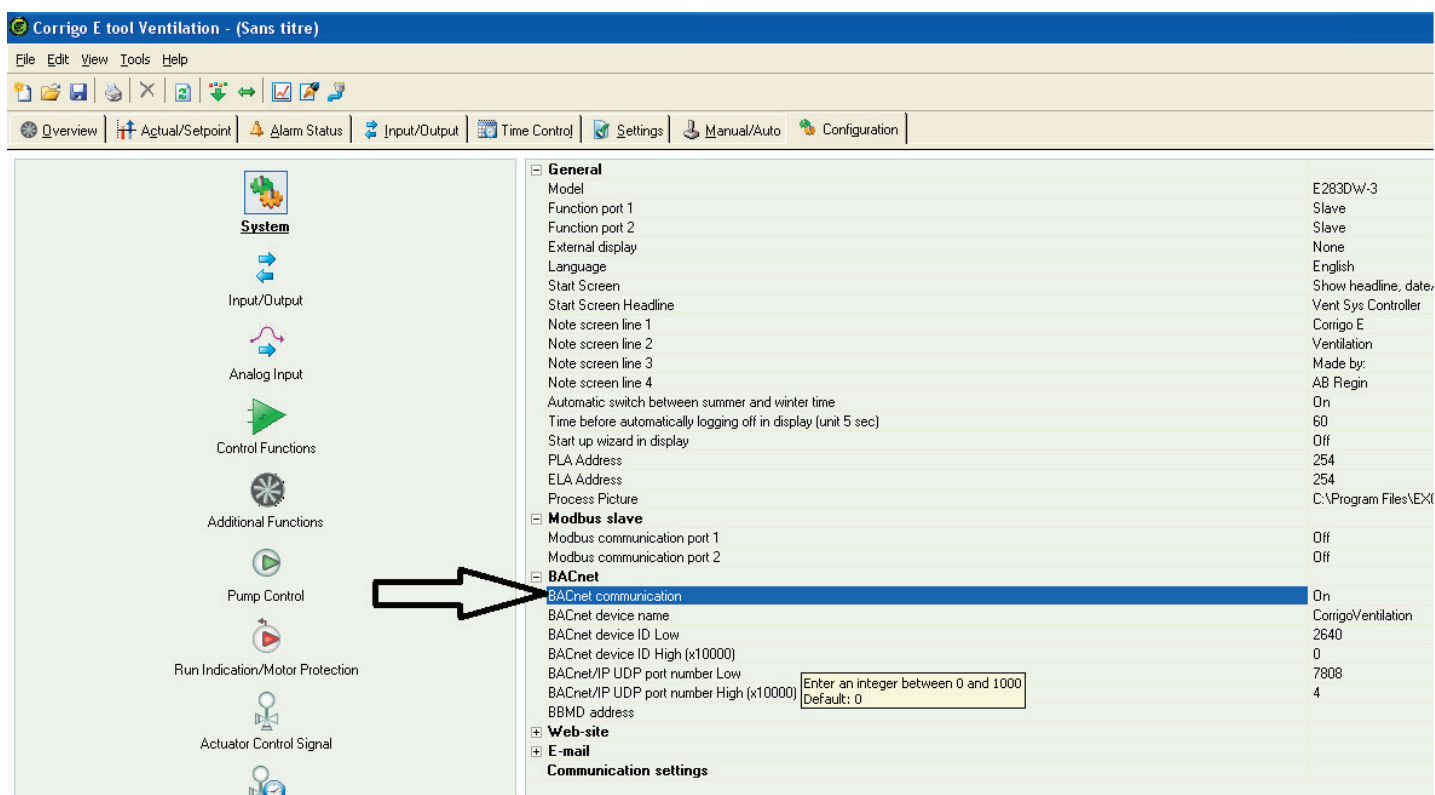 Corrigo E tool Ventilation - (Sans titre)
File Edit View Tools Help
Overview Actual/Setpoint Alarm Status Input/Output Time Control Settings Manual/Auto Configuration
System
Input/Output
Analog Input
Control Functions
Additional Functions
Pump Control
Run Indication/Motor Protection
Actuator Control Signal
General
Model E283DW-3
Function port 1 Slave
Function port 2 Slave
External display None
Language English
Start Screen Show headline, date
Start Screen Headline Vent Sys Controller
Note screen line 1 Corrigo E
Note screen line 2 Ventilation
Note screen line 3 Made by:
Note screen line 4 AB Regin
Automatic switch between summer and winter time On
Time before automatically logging off in display (unit 5 sec) 60
Start up wizard in display Off
PLA Address 254
ELA Address 254
Process Picture C:\Program Files\EX
Modbus slave
Modbus communication port 1 Off
Modbus communication port 2 Off
BACnet
BACnet communication On
BACnet device name CorrigoVentilation
BACnet device ID Low 2640
BACnet device ID High (x10000) 0
BACnet/IP UDP port number Low 7808
BACnet/IP UDP port number High (x10000) 4
Enter an integer between 0 and 1000
Default: 0
BBMD address
Web-site
E-mail
Communication settings